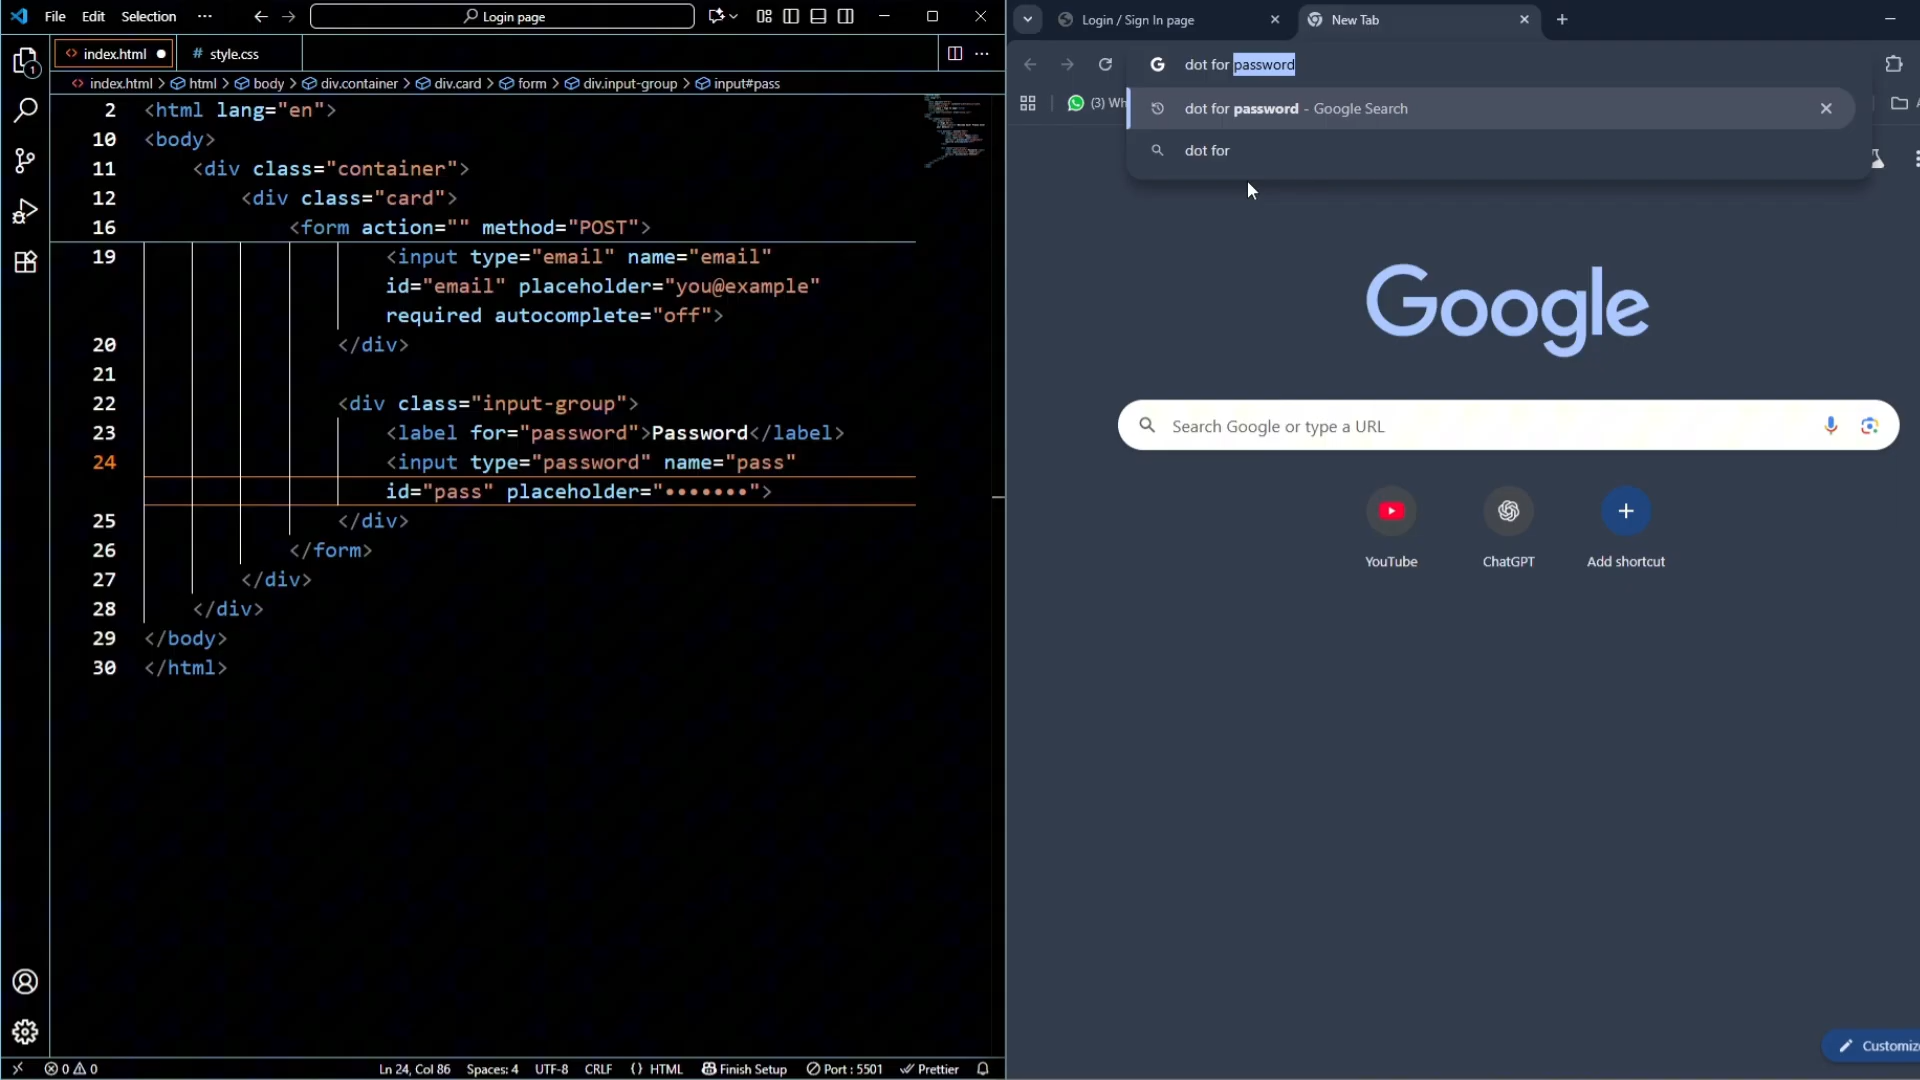 File Edit Selection ··· Login page
index.html style.css
index.html > html > body > div.container > div.card > form > div.input-group > input#pass
2 <html lang="en">
10 <body>
11 <div class="container">
12 <div class="card">
16 <form action="" method="POST">
19 <input type="email" name="email"
id="email" placeholder="you@example"
required autocomplete="off">
20 </div>
21
22 <div class="input-group">
23 <label for="password">Password</label>
24 <input type="password" name="pass"
id="pass" placeholder="•••••••">
25 </div>
26 </form>
27 </div>
28 </div>
29 </body>
30 </html>
0 0 Ln 24, Col 86 Spaces: 4 UTF-8 CRLF {} HTML Finish Setup Port : 5501 Prettier
Login / Sign In page New Tab
dot for password
(3) Wh
dot for password - Google Search
dot for
Google
Search Google or type a URL
YouTube ChatGPT Add shortcut
Customize